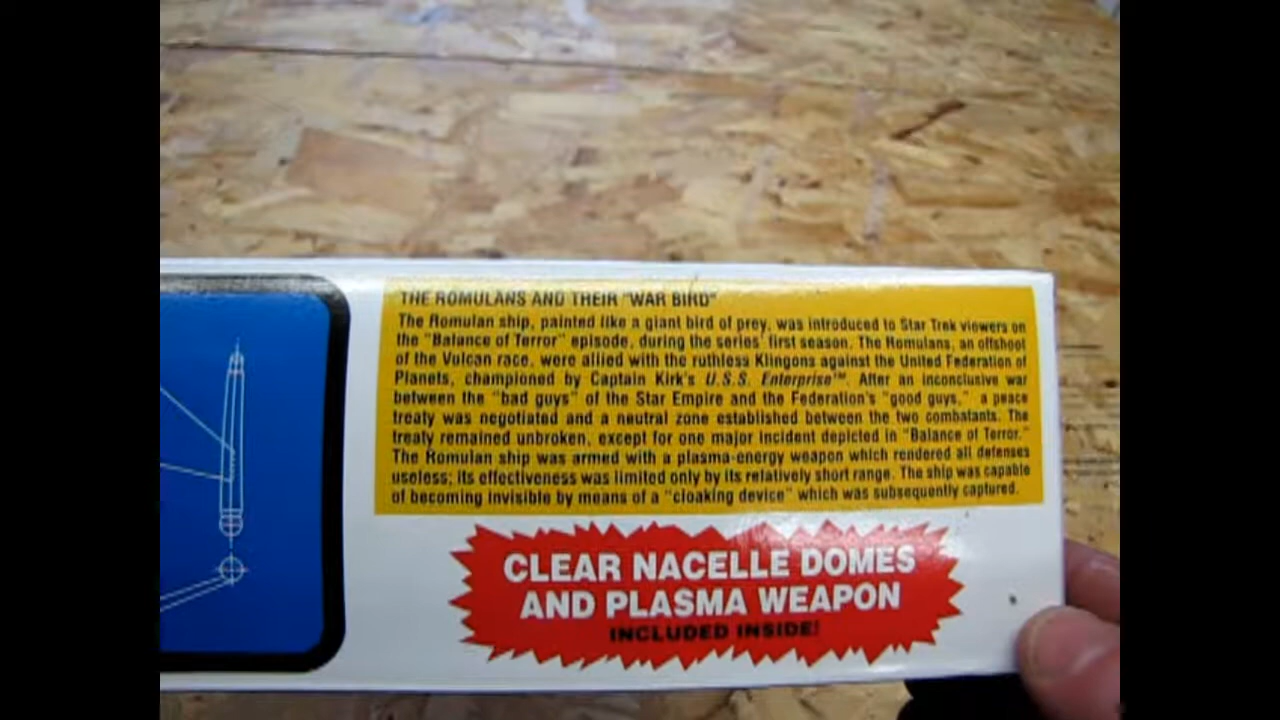 THE ROMULANS AND THEIR "WAR BIRD"
The Romulan ship, painted like a giant bird of prey, was introduced to Star Trek viewers on
the "Balance of Terror" episode, during the series' first season. The Romulans, an offshoot
of the Vulcan race, were allied with the ruthless Klingons against the United Federation of
Planets, championed by Captain Kirk's U.S.S. Enterprise™. After an inconclusive war
between the "bad guys" of the Star Empire and the Federation's "good guys," a peace
treaty was negotiated and a neutral zone established between the two combatants. The
treaty remained unbroken, except for one major incident depicted in "Balance of Terror."
The Romulan ship was armed with a plasma-energy weapon which rendered all defenses
useless; its effectiveness was limited only by its relatively short range. The ship was capable
of becoming invisible by means of a "cloaking device" which was subsequently captured.
CLEAR NACELLE DOMES
AND PLASMA WEAPON
INCLUDED INSIDE!